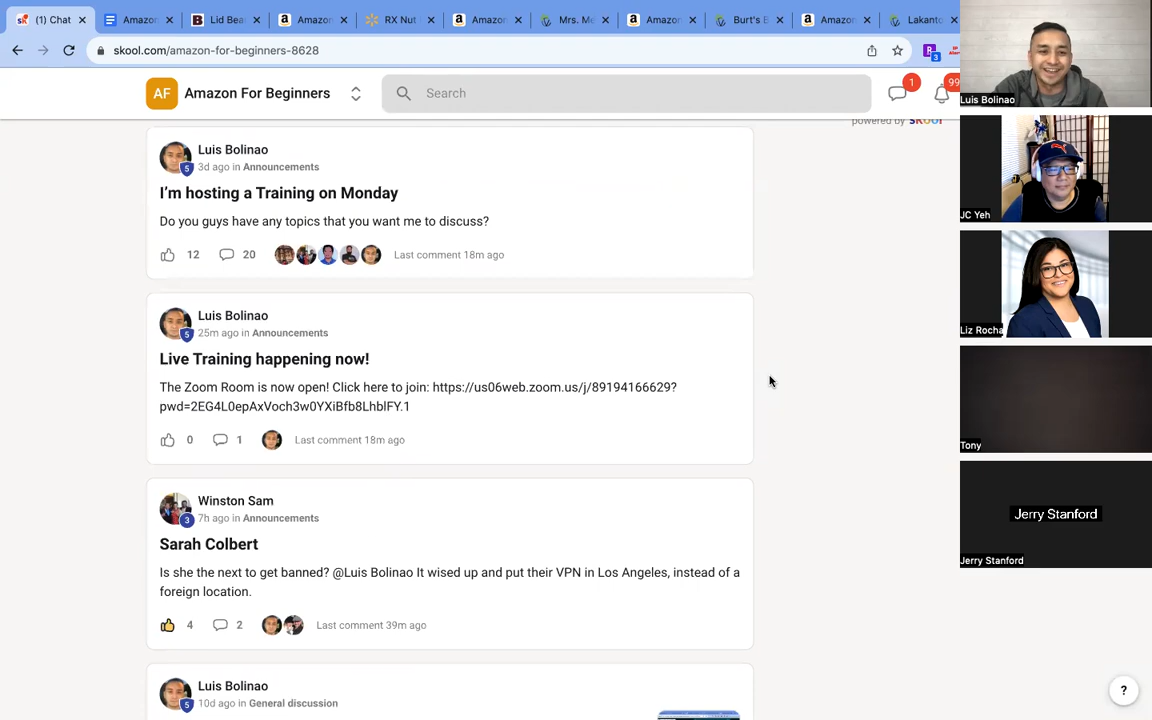 (1) Chat
Amazon
Lid Bea
Amazon
RX Nut
Amazon
Mrs. Me
Amazon
Burt's B
Amazon
Lakanto
skool.com/amazon-for-beginners-8628
3
AF Amazon For Beginners
Search
1
99
powered by skool
Luis Bolinao
5
3d ago in Announcements
I'm hosting a Training on Monday
Do you guys have any topics that you want me to discuss?
12 20 Last comment 18m ago
Luis Bolinao
5
25m ago in Announcements
Live Training happening now!
The Zoom Room is now open! Click here to join: https://us06web.zoom.us/j/89194166629?
pwd=2EG4L0epAxVoch3w0YXiBfb8LhblFY.1
0 1 Last comment 18m ago
Winston Sam
3
7h ago in Announcements
Sarah Colbert
Is she the next to get banned? @Luis Bolinao It wised up and put their VPN in Los Angeles, instead of a
foreign location.
4 2 Last comment 39m ago
Luis Bolinao
5
10d ago in General discussion
?
Luis Bolinao
JC Yeh
Liz Rocha
Tony
Jerry Stanford
Jerry Stanford